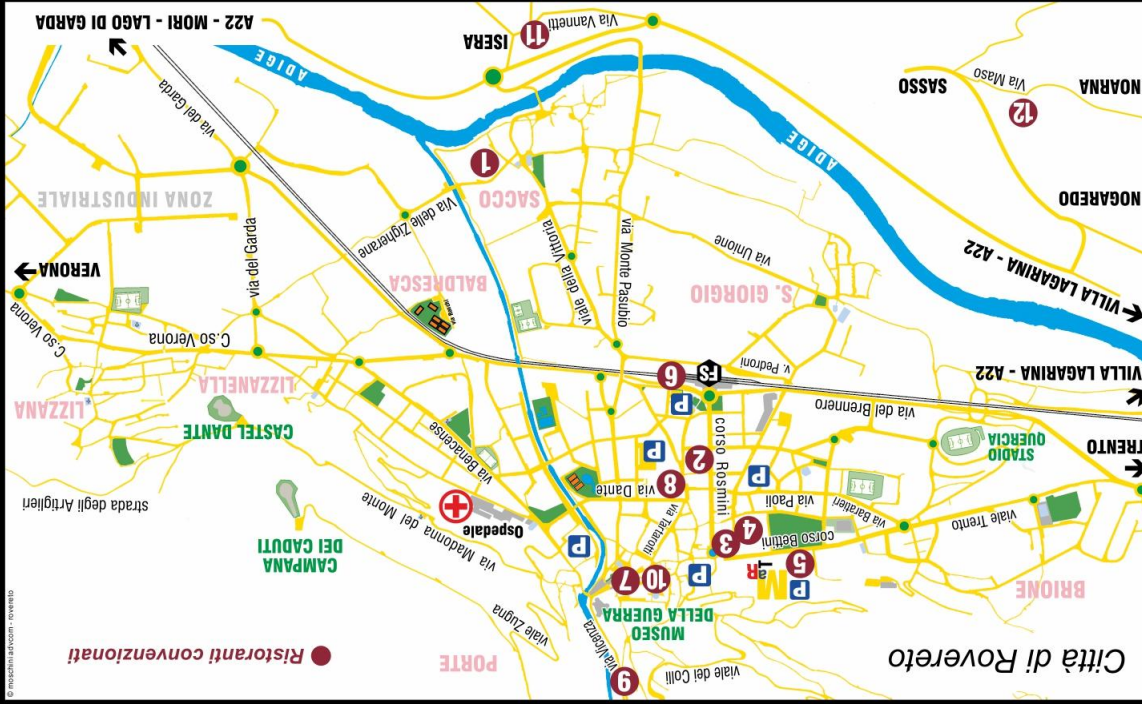 Città di Rovereto
Ristoranti convenzionati
© moschini advcom - rovereto
PORTE
viale dei Colli
via Vicenza
9
viale Zugna
MUSEO
DELLA GUERRA
BRIONE
MaRT
P
5
P
10
7
CAMPANA
DEI CADUTI
via Madonna del Monte
Ospedale
P
3
4
corso Bettini
viale Trento
via Tartarotti
via Baratieri
via Paoli
P
8
via Dante
strada degli Artiglieri
TRENTO
STADIO
QUERCIA
2
P
via Benacense
CASTEL DANTE
LIZZANA
corso Rosmini
via del Brennero
P
LIZZANELLA
VILLA LAGARINA - A22
FS
6
v. Pedroni
C.so Verona
C.so Verona
VILLA LAGARINA - A22
S. GIORGIO
BALDRESCA
VERONA
via Monte Pasubio
viale della Vittoria
via Unione
via del Garda
Via delle Zigherane
NOGAREDO
SACCO
ZONA INDUSTRIALE
1
ADIGE
12
NOARNA
Via Maso
SASSO
via del Garda
ADIGE
ISERA
11
Via Vannetti
A22 - MORI - LAGO DI GARDA